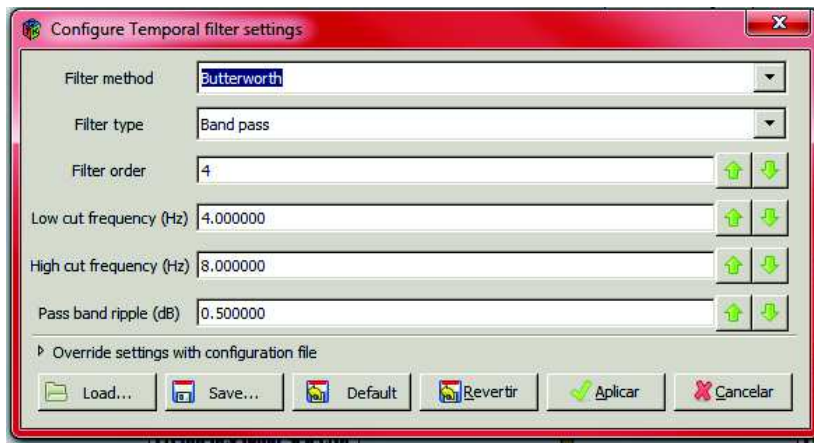 Configure Temporal filter settings
X
Filter method Butterworth
Filter type Band pass
Filter order 4
Low cut frequency (Hz) 4.000000
High cut frequency (Hz) 8.000000
Pass band ripple (dB) 0.500000
Override settings with configuration file
Load... Save... Default Revertir Aplicar Cancelar